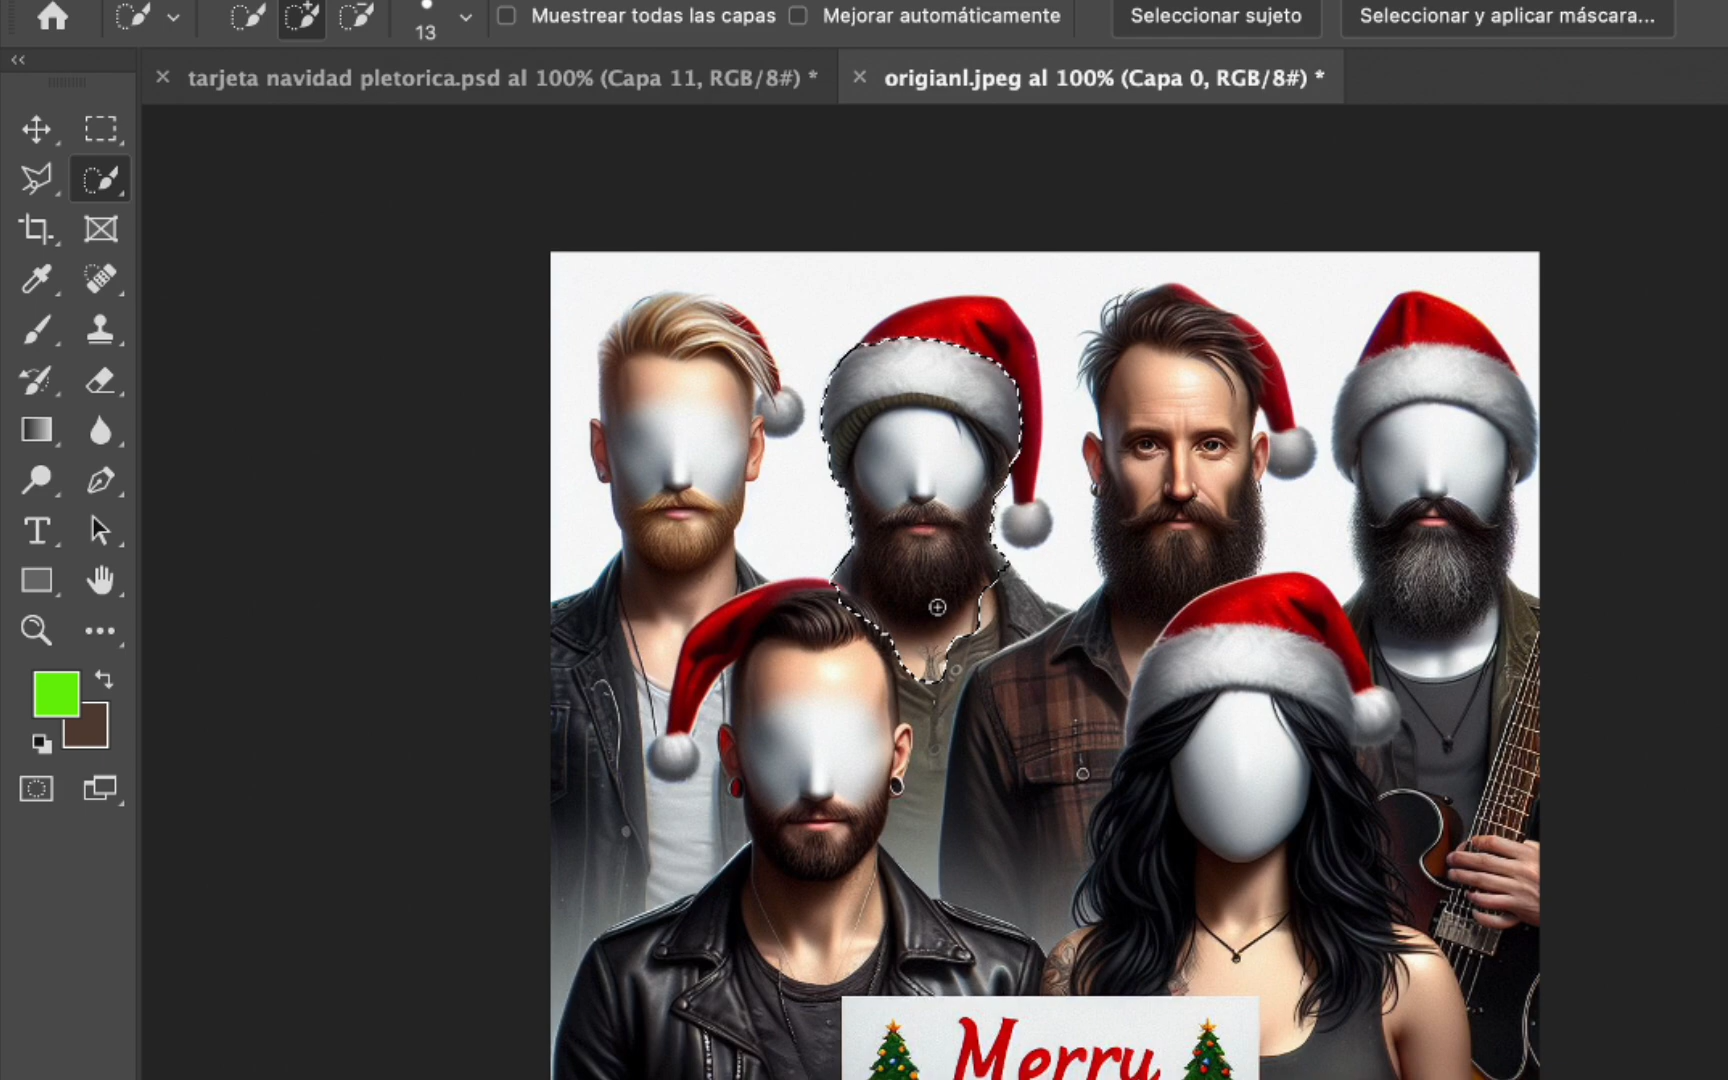 Muestrear todas las capas Mejorar automáticamente Seleccionar sujeto Seleccionar y aplicar máscara...
13
tarjeta navidad pletorica.psd al 100% (Capa 11, RGB/8#) * origianl.jpeg al 100% (Capa 0, RGB/8#) *
Merry